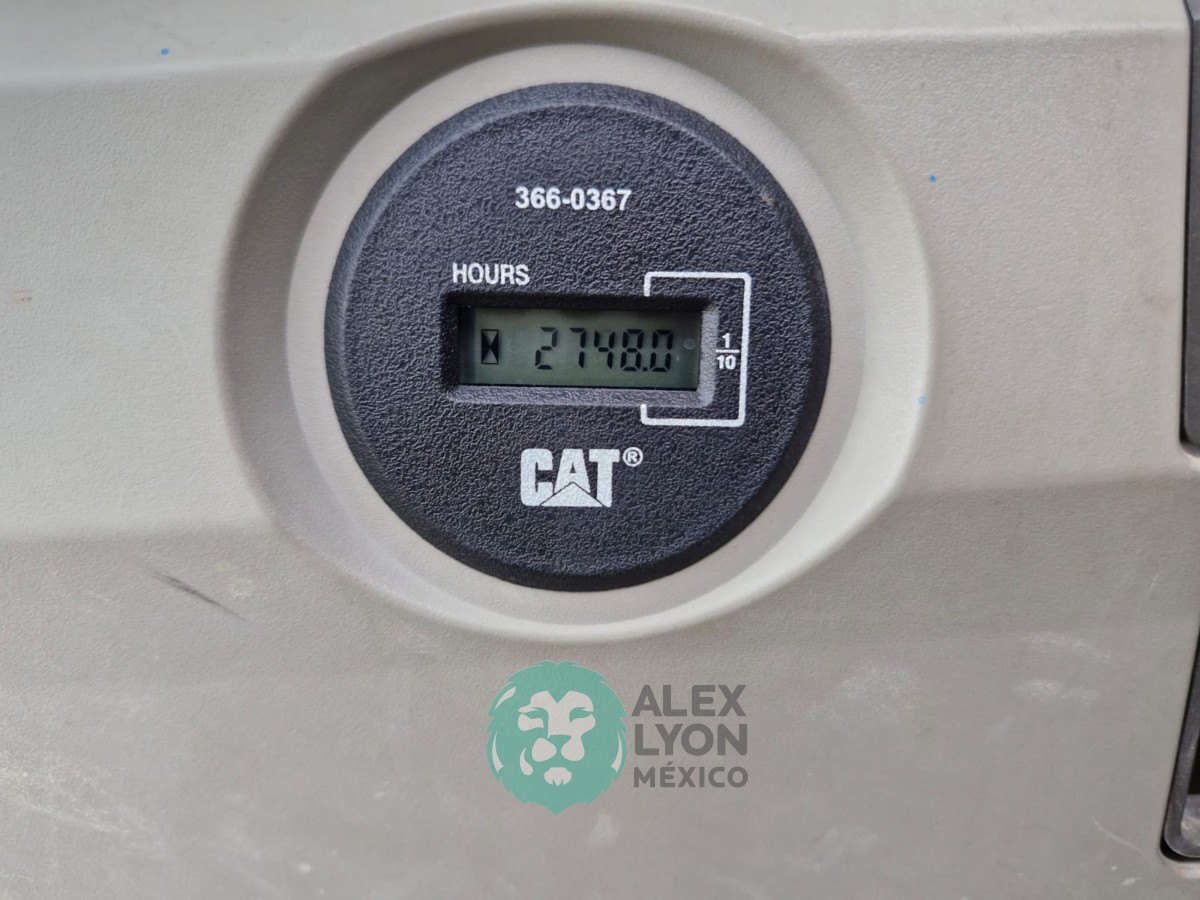 366-0367
HOURS
2748.0
1
10
CAT®
ALEX
LYON
MÉXICO